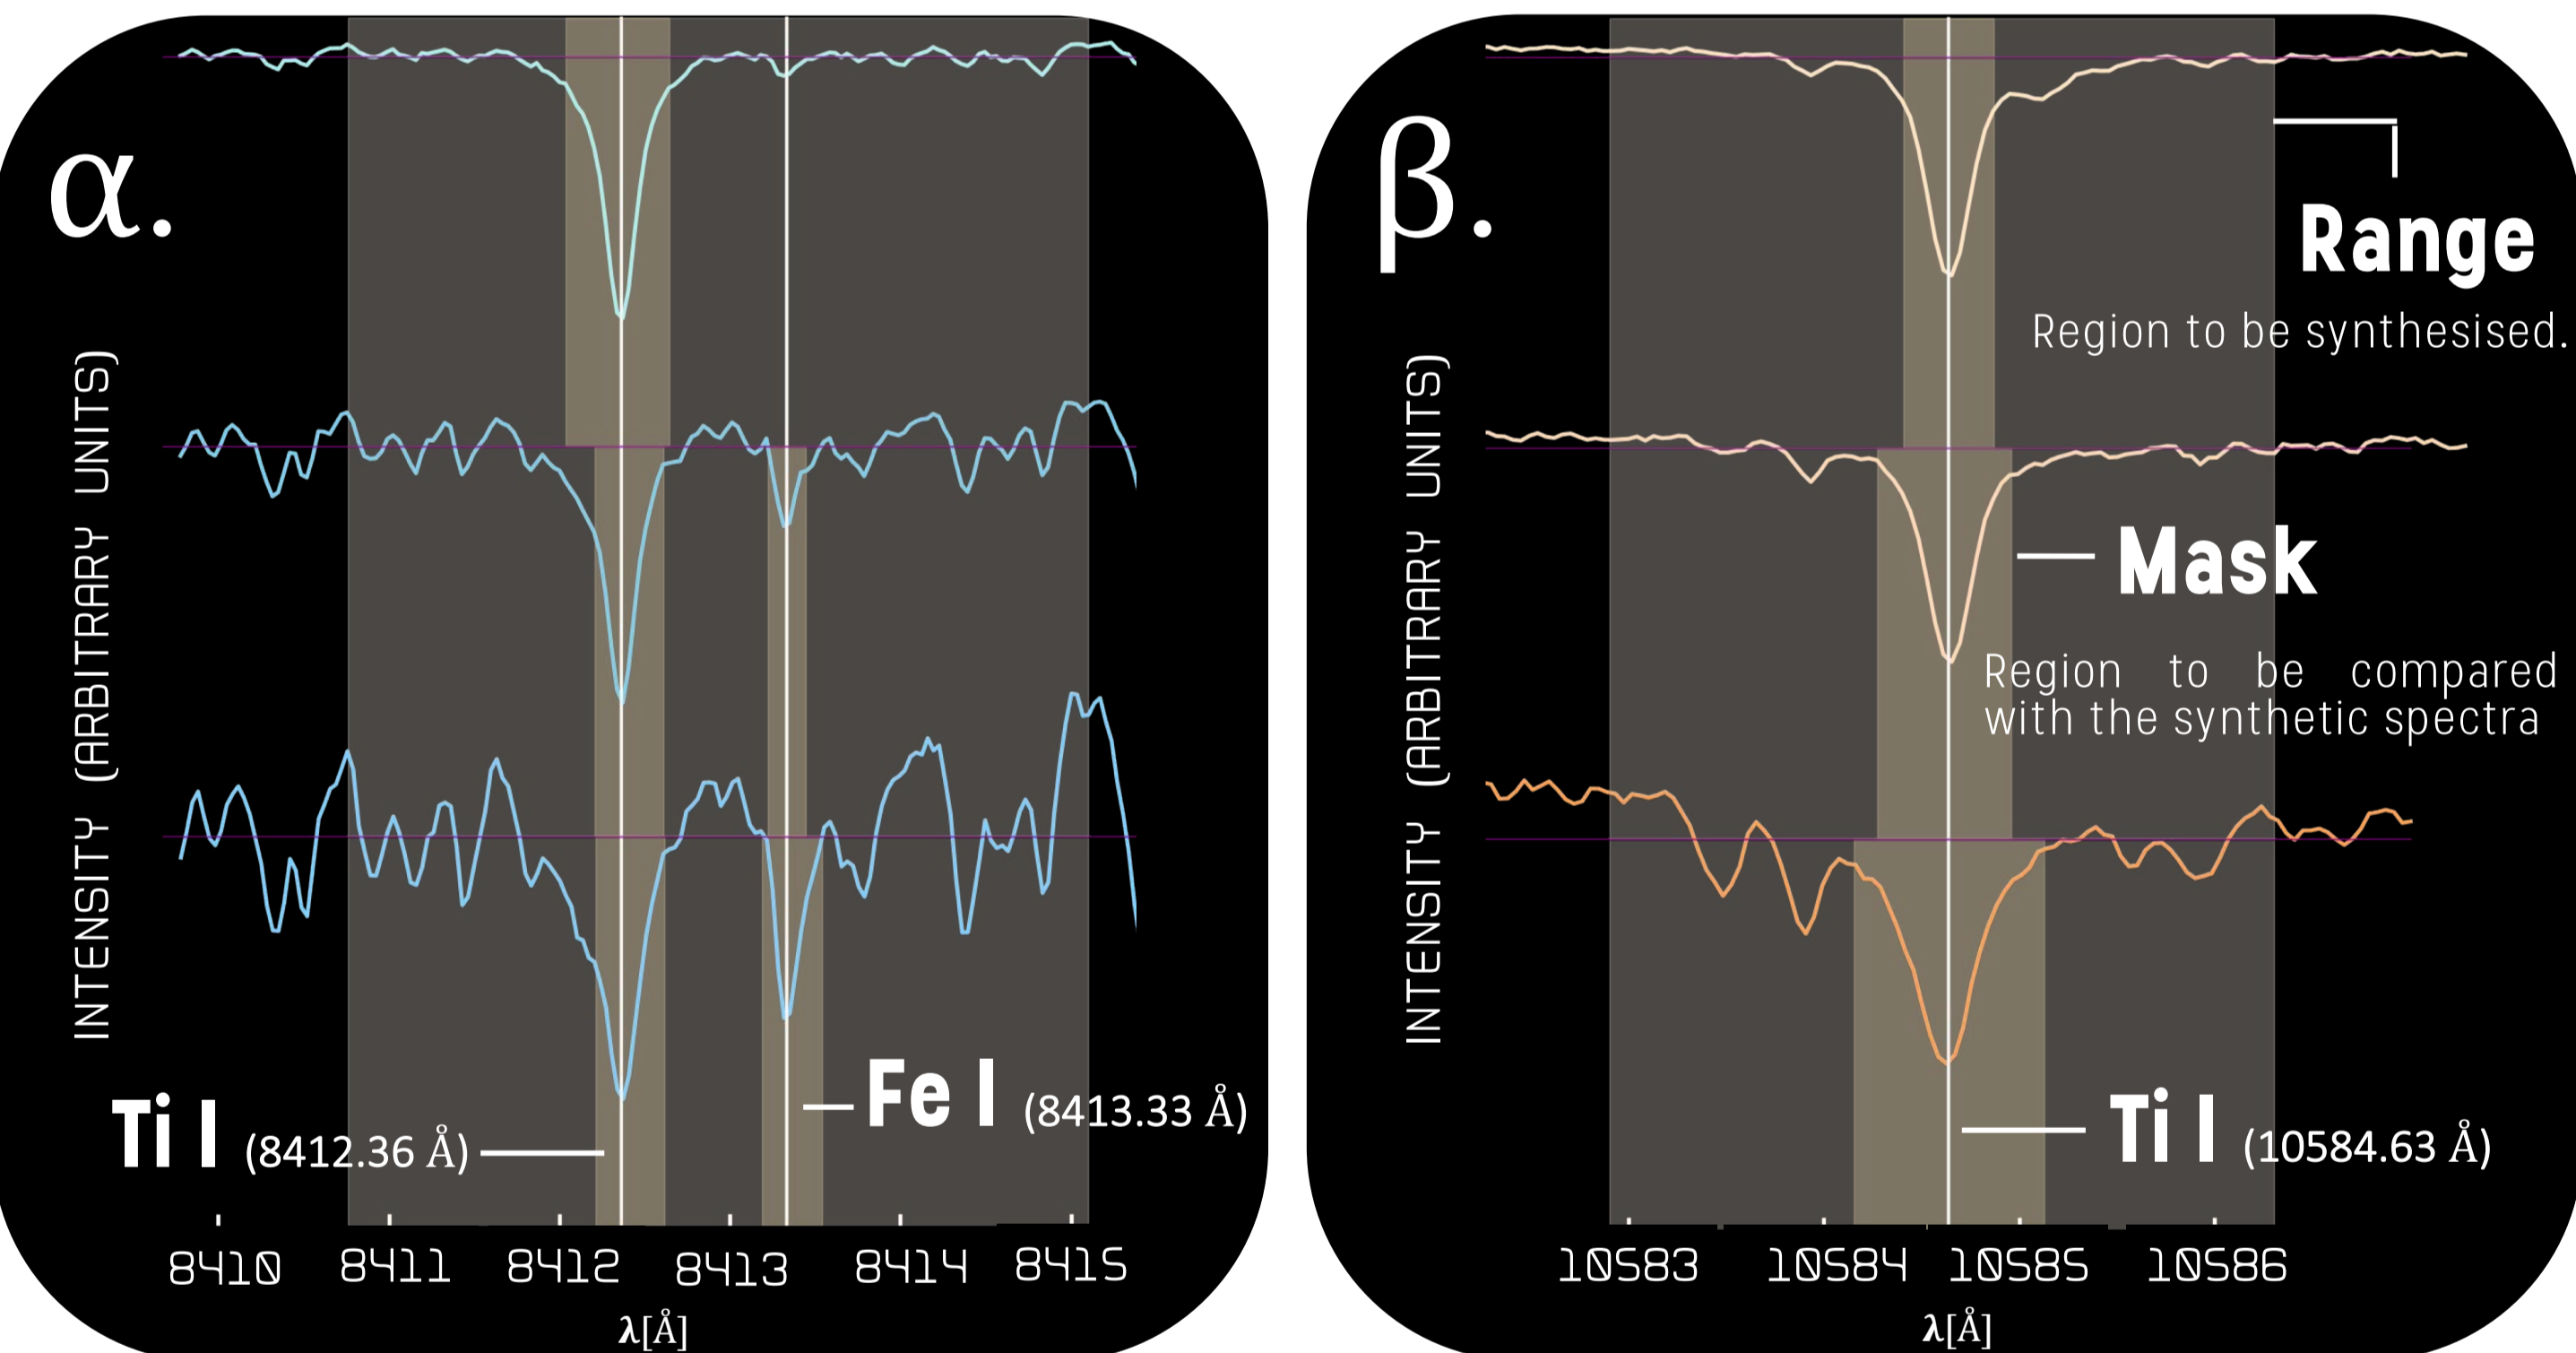 α.
INTENSITY (ARBITRARY UNITS)
Ti I (8412.36 Å)
Fe I (8413.33 Å)
8410 8411 8412 8413 8414 8415
λ[Å]
β.
INTENSITY (ARBITRARY UNITS)
Range
Region to be synthesised.
Mask
Region to be compared
with the synthetic spectra
Ti I (10584.63 Å)
10583 10584 10585 10586
λ[Å]